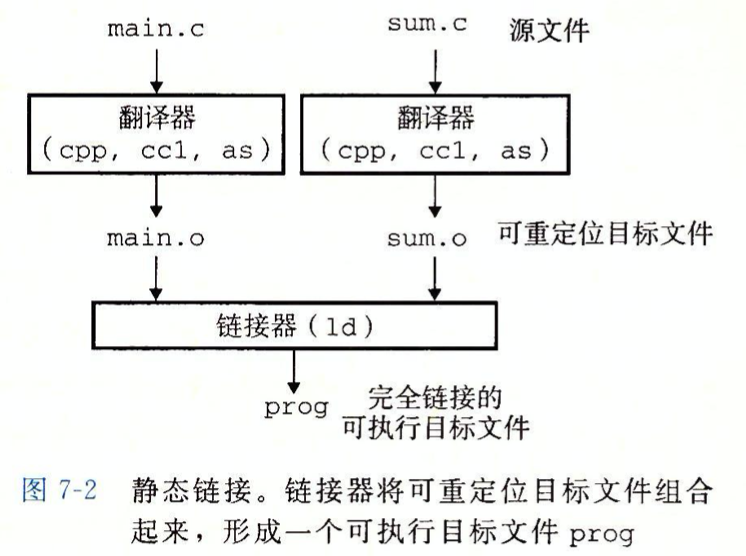 main.c
sum.c
源文件
翻译器
(cpp, cc1, as)
翻译器
(cpp, cc1, as)
main.o
sum.o
可重定位目标文件
链接器(ld)
prog
完全链接的
可执行目标文件
图 7-2 静态链接。链接器将可重定位目标文件组合
起来，形成一个可执行目标文件 prog